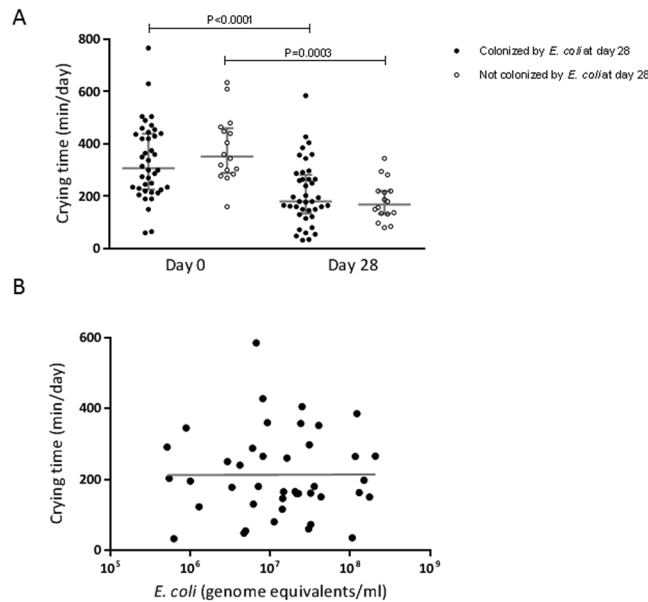 A
P<0.0001
P=0.0003
Colonized by E. coli at day 28
Not colonized by E. coli at day 28
Crying time (min/day)
800
600
400
200
0
Day 0
Day 28
B
Crying time (min/day)
600
400
200
0
10⁵
10⁶
10⁷
10⁸
10⁹
E. coli (genome equivalents/ml)